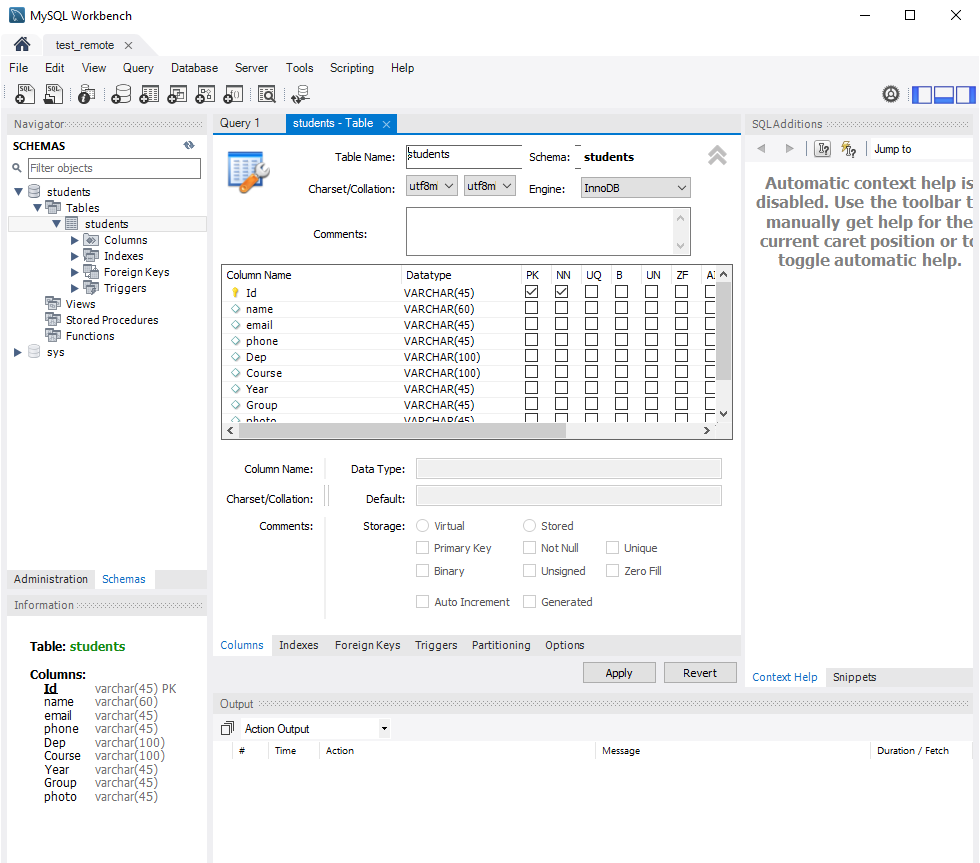 MySQL Workbench
test_remote
File Edit View Query Database Server Tools Scripting Help
Navigator
SCHEMAS
Filter objects
students
Tables
students
Columns
Indexes
Foreign Keys
Triggers
Views
Stored Procedures
Functions
sys
Administration Schemas
Information
Table: students
Columns:
Id varchar(45) PK
name varchar(60)
email varchar(45)
phone varchar(45)
Dep varchar(100)
Course varchar(100)
Year varchar(45)
Group varchar(45)
photo varchar(45)
Query 1 students - Table
Table Name: students Schema: students
Charset/Collation: utf8m utf8m Engine: InnoDB
Comments:
Column Name Datatype PK NN UQ B UN ZF AI
Id VARCHAR(45)
name VARCHAR(60)
email VARCHAR(45)
phone VARCHAR(45)
Dep VARCHAR(100)
Course VARCHAR(100)
Year VARCHAR(45)
Group VARCHAR(45)
photo VARCHAR(45)
Column Name: Data Type:
Charset/Collation: Default:
Comments: Storage: Virtual Stored
Primary Key Not Null Unique
Binary Unsigned Zero Fill
Auto Increment Generated
Columns Indexes Foreign Keys Triggers Partitioning Options
Apply Revert
SQLAdditions
Jump to
Automatic context help is
disabled. Use the toolbar t
manually get help for the
current caret position or to
toggle automatic help.
Context Help Snippets
Output
Action Output
# Time Action Message Duration / Fetch